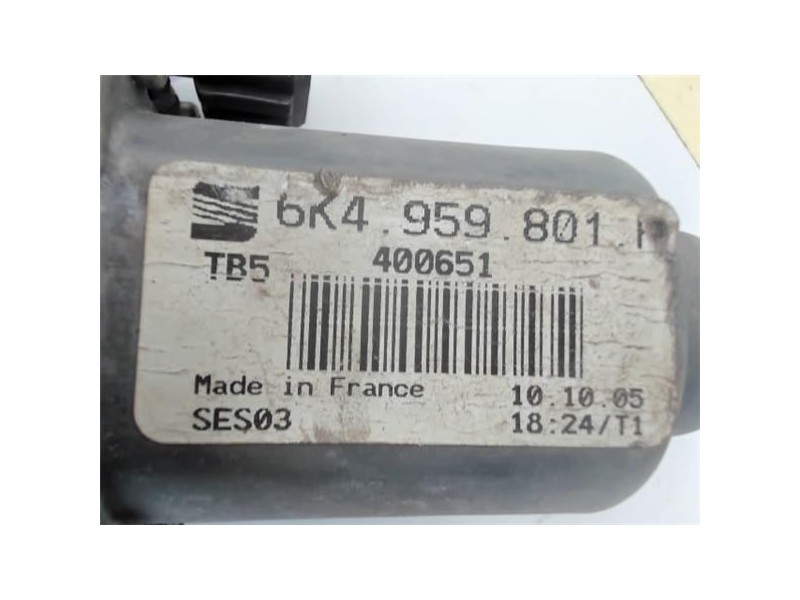 6K4.959.801.
TB5 400651
Made in France 10.10.05
SES03 18:24/T1